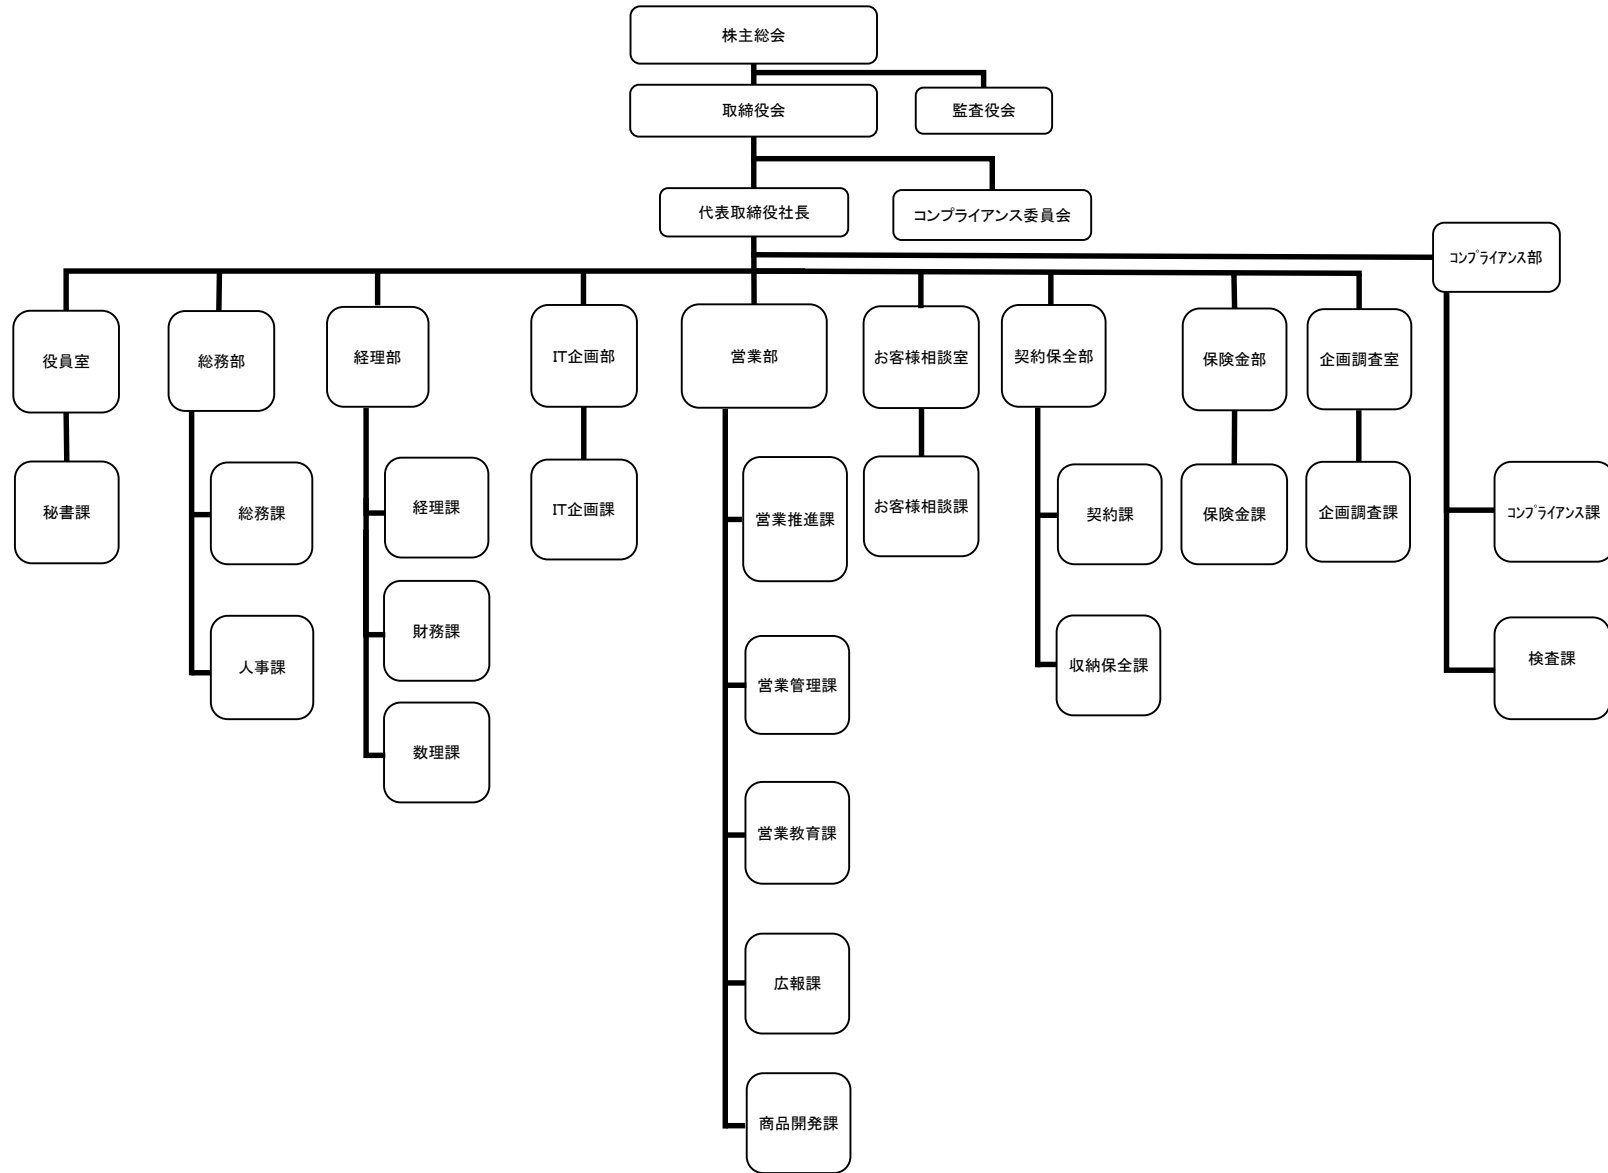 株主総会
取締役会
監査役会
代表取締役社長
コンプライアンス委員会
コンプライアンス部
役員室
総務部
経理部
IT企画部
営業部
お客様相談室
契約保全部
保険金部
企画調査室
秘書課
総務課
経理課
IT企画課
営業推進課
お客様相談課
契約課
保険金課
企画調査課
コンプライアンス課
人事課
財務課
営業管理課
収納保全課
検査課
数理課
営業教育課
広報課
商品開発課